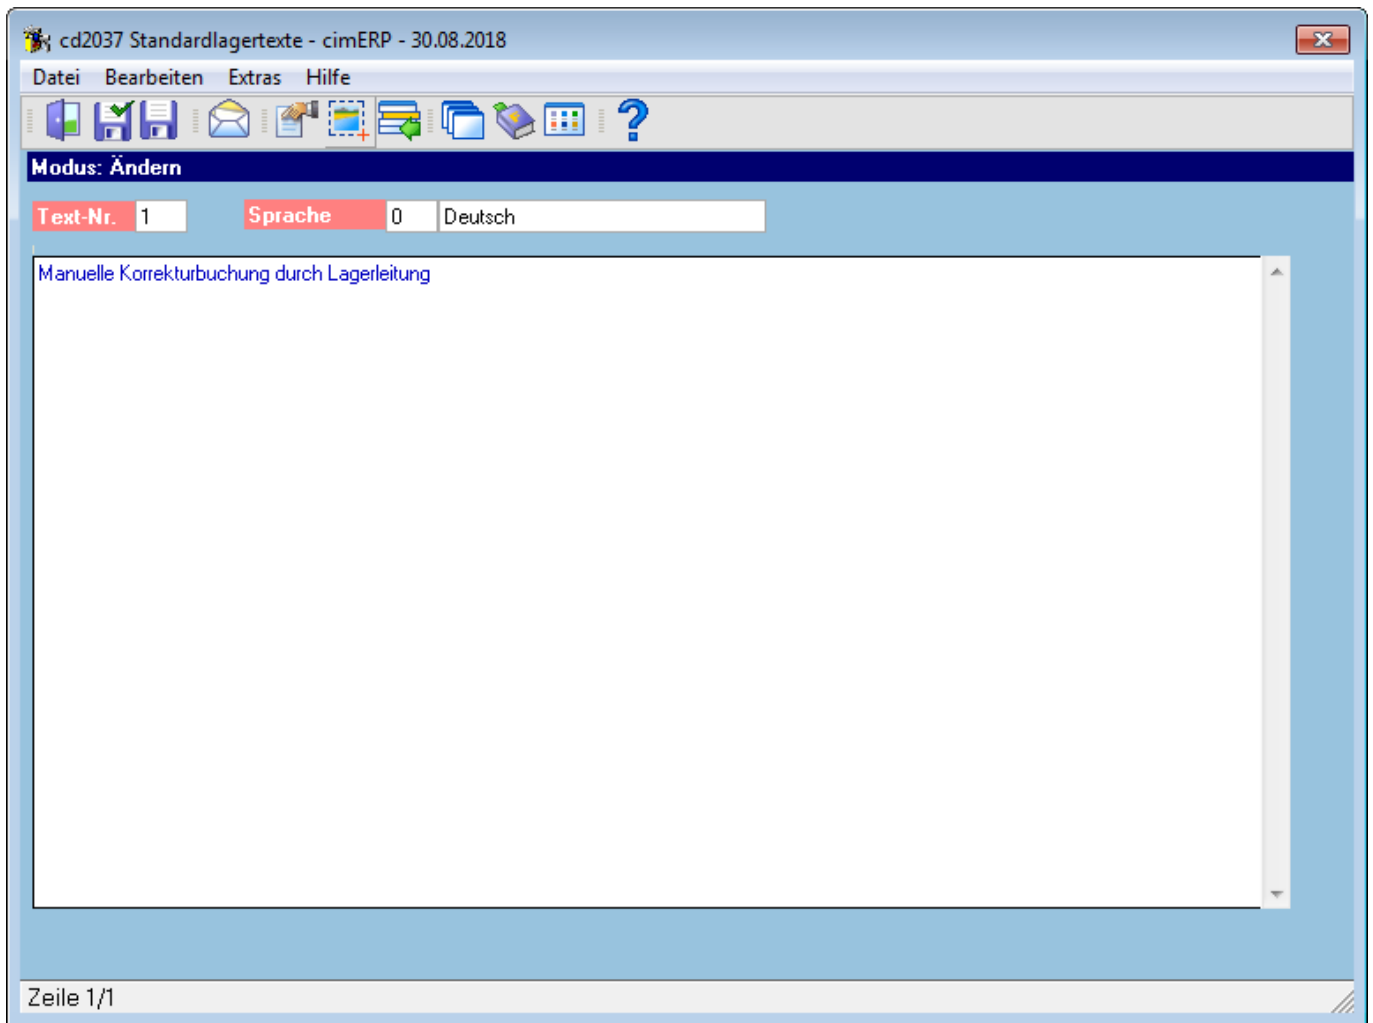 cd2037 Standardlagertexte - cimERP - 30.08.2018
Datei Bearbeiten Extras Hilfe
Modus: Ändern
Text-Nr. 1 Sprache 0 Deutsch
Manuelle Korrekturbuchung durch Lagerleitung
Zeile 1/1